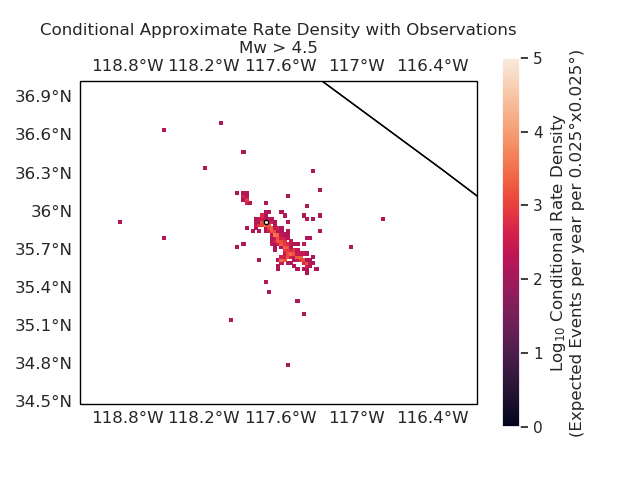 Conditional Approximate Rate Density with Observations
Mw > 4.5
118.8°W 118.2°W 117.6°W 117°W 116.4°W
36.9°N
36.6°N
36.3°N
36°N
35.7°N
35.4°N
35.1°N
34.8°N
34.5°N
118.8°W 118.2°W 117.6°W 117°W 116.4°W
5
4
3
2
1
0
Log₁₀ Conditional Rate Density
(Expected Events per year per 0.025°x0.025°)